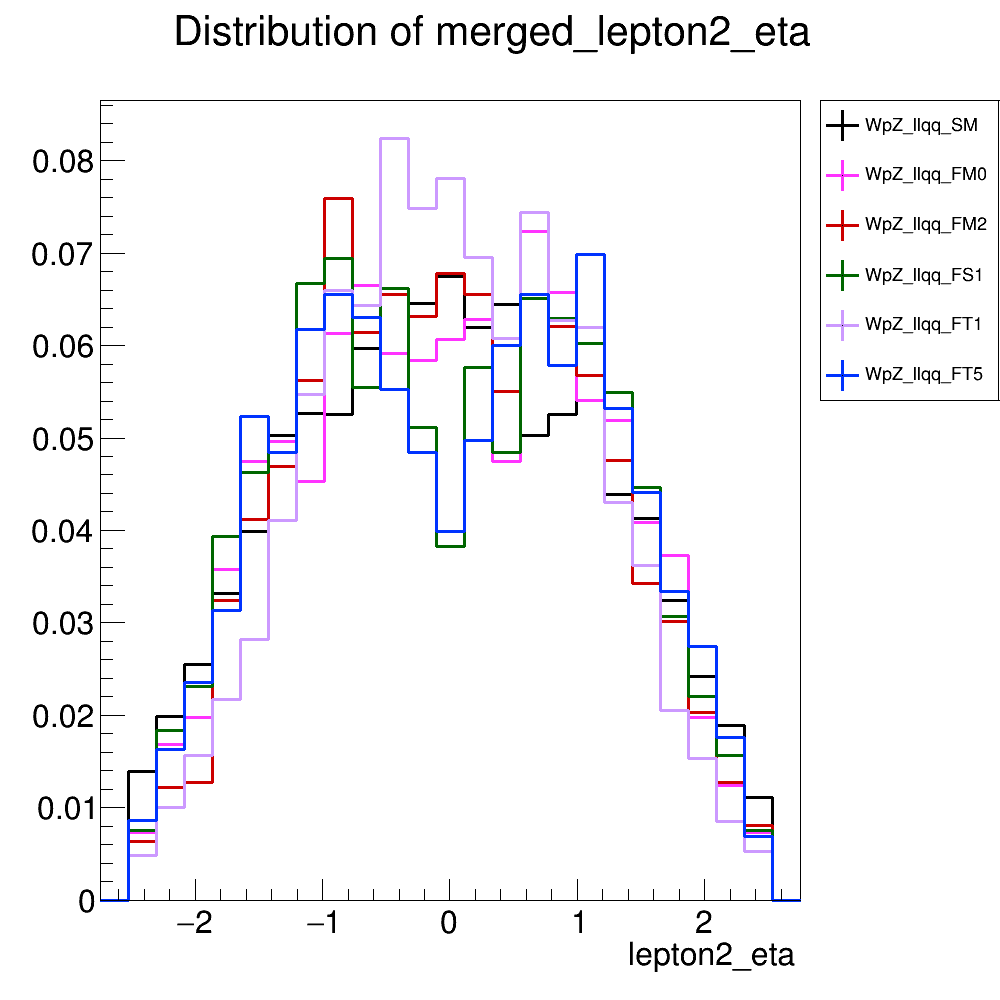 Distribution of merged_lepton2_eta
WpZ_llqq_SM
WpZ_llqq_FM0
WpZ_llqq_FM2
WpZ_llqq_FS1
WpZ_llqq_FT1
WpZ_llqq_FT5
0.08
0.07
0.06
0.05
0.04
0.03
0.02
0.01
0
−2 −1 0 1 2
lepton2_eta